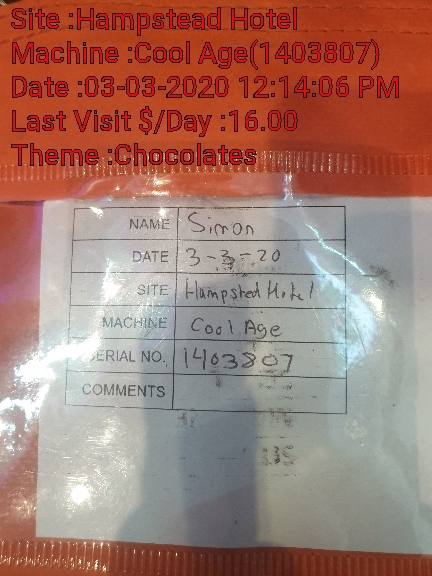 Site :Hampstead Hotel
Machine :Cool Age(1403807)
Date :03-03-2020 12:14:06 PM
Last Visit $/Day :16.00
Theme :Chocolates
NAME Simon
DATE 3-3-20
SITE Hampsted Hotel
MACHINE Cool Age
SERIAL NO. 1403807
COMMENTS